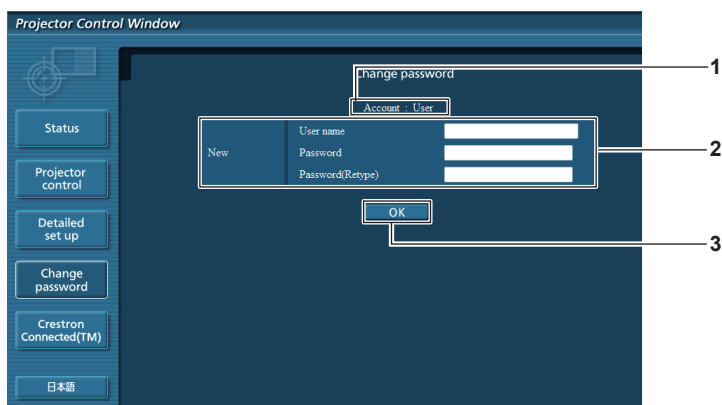 Projector Control Window
Change password
1
Account : User
Status
User name
New
Password
2
Password(Retype)
Projector
control
OK
Detailed
set up
3
Change
password
Crestron
Connected(TM)
日本語